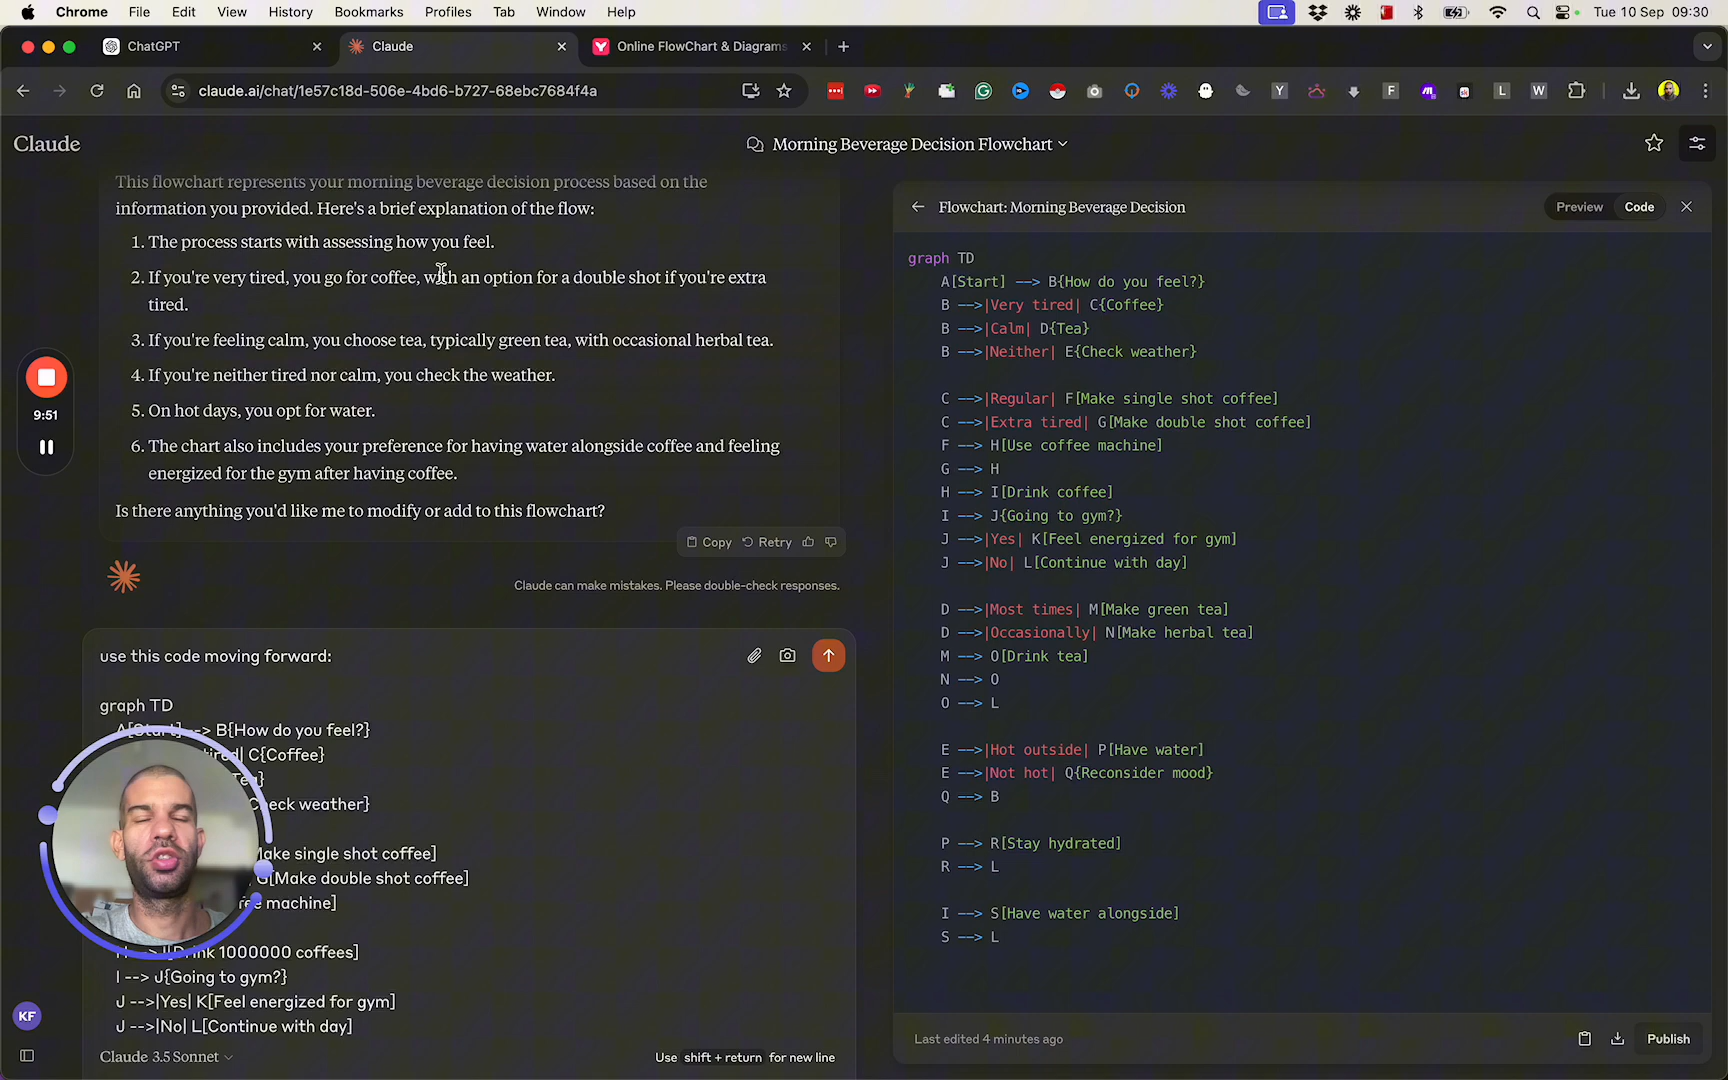 Chrome File Edit View History Bookmarks Profiles Tab Window Help
Tue 10 Sep 09:30
ChatGPT
Claude
Online FlowChart & Diagrams
claude.ai/chat/1e57c18d-506e-4bd6-b727-68ebc7684f4a
Claude
Morning Beverage Decision Flowchart
This flowchart represents your morning beverage decision process based on the
information you provided. Here's a brief explanation of the flow:
1. The process starts with assessing how you feel.
2. If you're very tired, you go for coffee, with an option for a double shot if you're extra
tired.
3. If you're feeling calm, you choose tea, typically green tea, with occasional herbal tea.
4. If you're neither tired nor calm, you check the weather.
5. On hot days, you opt for water.
6. The chart also includes your preference for having water alongside coffee and feeling
energized for the gym after having coffee.
Is there anything you'd like me to modify or add to this flowchart?
Copy Retry
Claude can make mistakes. Please double-check responses.
9:51
use this code moving forward:
graph TD
A[Start] --> B{How do you feel?}
tired| C{Coffee}
Tea}
Check weather}
Make single shot coffee]
G[Make double shot coffee]
fee machine]
H --> I[Drink 1000000 coffees]
I --> J{Going to gym?}
J -->|Yes| K[Feel energized for gym]
J -->|No| L[Continue with day]
KF
Claude 3.5 Sonnet
Use shift + return for new line
Flowchart: Morning Beverage Decision
Preview Code
graph TD
A[Start] --> B{How do you feel?}
B -->|Very tired| C{Coffee}
B -->|Calm| D{Tea}
B -->|Neither| E{Check weather}
C -->|Regular| F[Make single shot coffee]
C -->|Extra tired| G[Make double shot coffee]
F --> H[Use coffee machine]
G --> H
H --> I[Drink coffee]
I --> J{Going to gym?}
J -->|Yes| K[Feel energized for gym]
J -->|No| L[Continue with day]
D -->|Most times| M[Make green tea]
D -->|Occasionally| N[Make herbal tea]
M --> O[Drink tea]
N --> O
O --> L
E -->|Hot outside| P[Have water]
E -->|Not hot| Q{Reconsider mood}
Q --> B
P --> R[Stay hydrated]
R --> L
I --> S[Have water alongside]
S --> L
Last edited 4 minutes ago
Publish